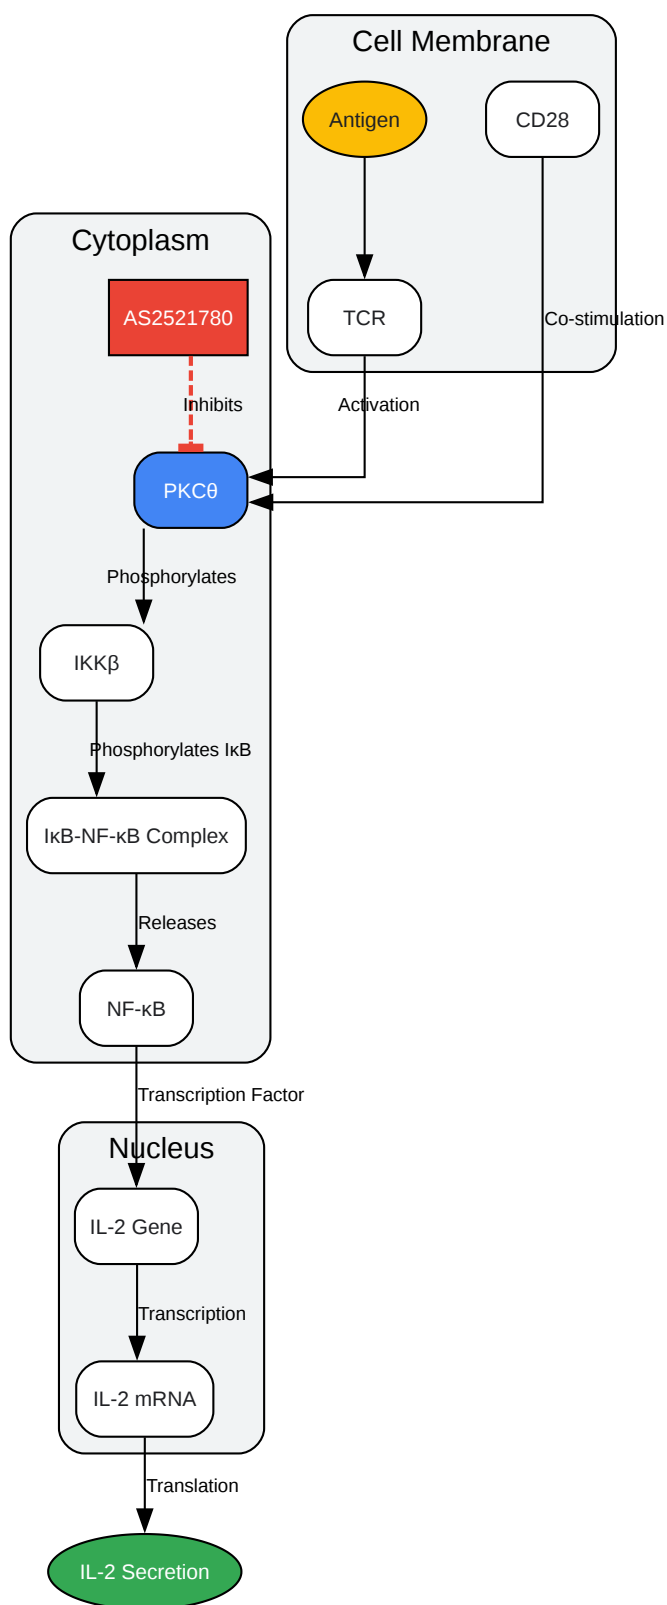 Cell Membrane
Antigen
CD28
Cytoplasm
AS2521780
TCR
Co-stimulation
Inhibits
Activation
PKCθ
Phosphorylates
IKKβ
Phosphorylates IκB
IκB-NF-κB Complex
Releases
NF-κB
Transcription Factor
Nucleus
IL-2 Gene
Transcription
IL-2 mRNA
Translation
IL-2 Secretion